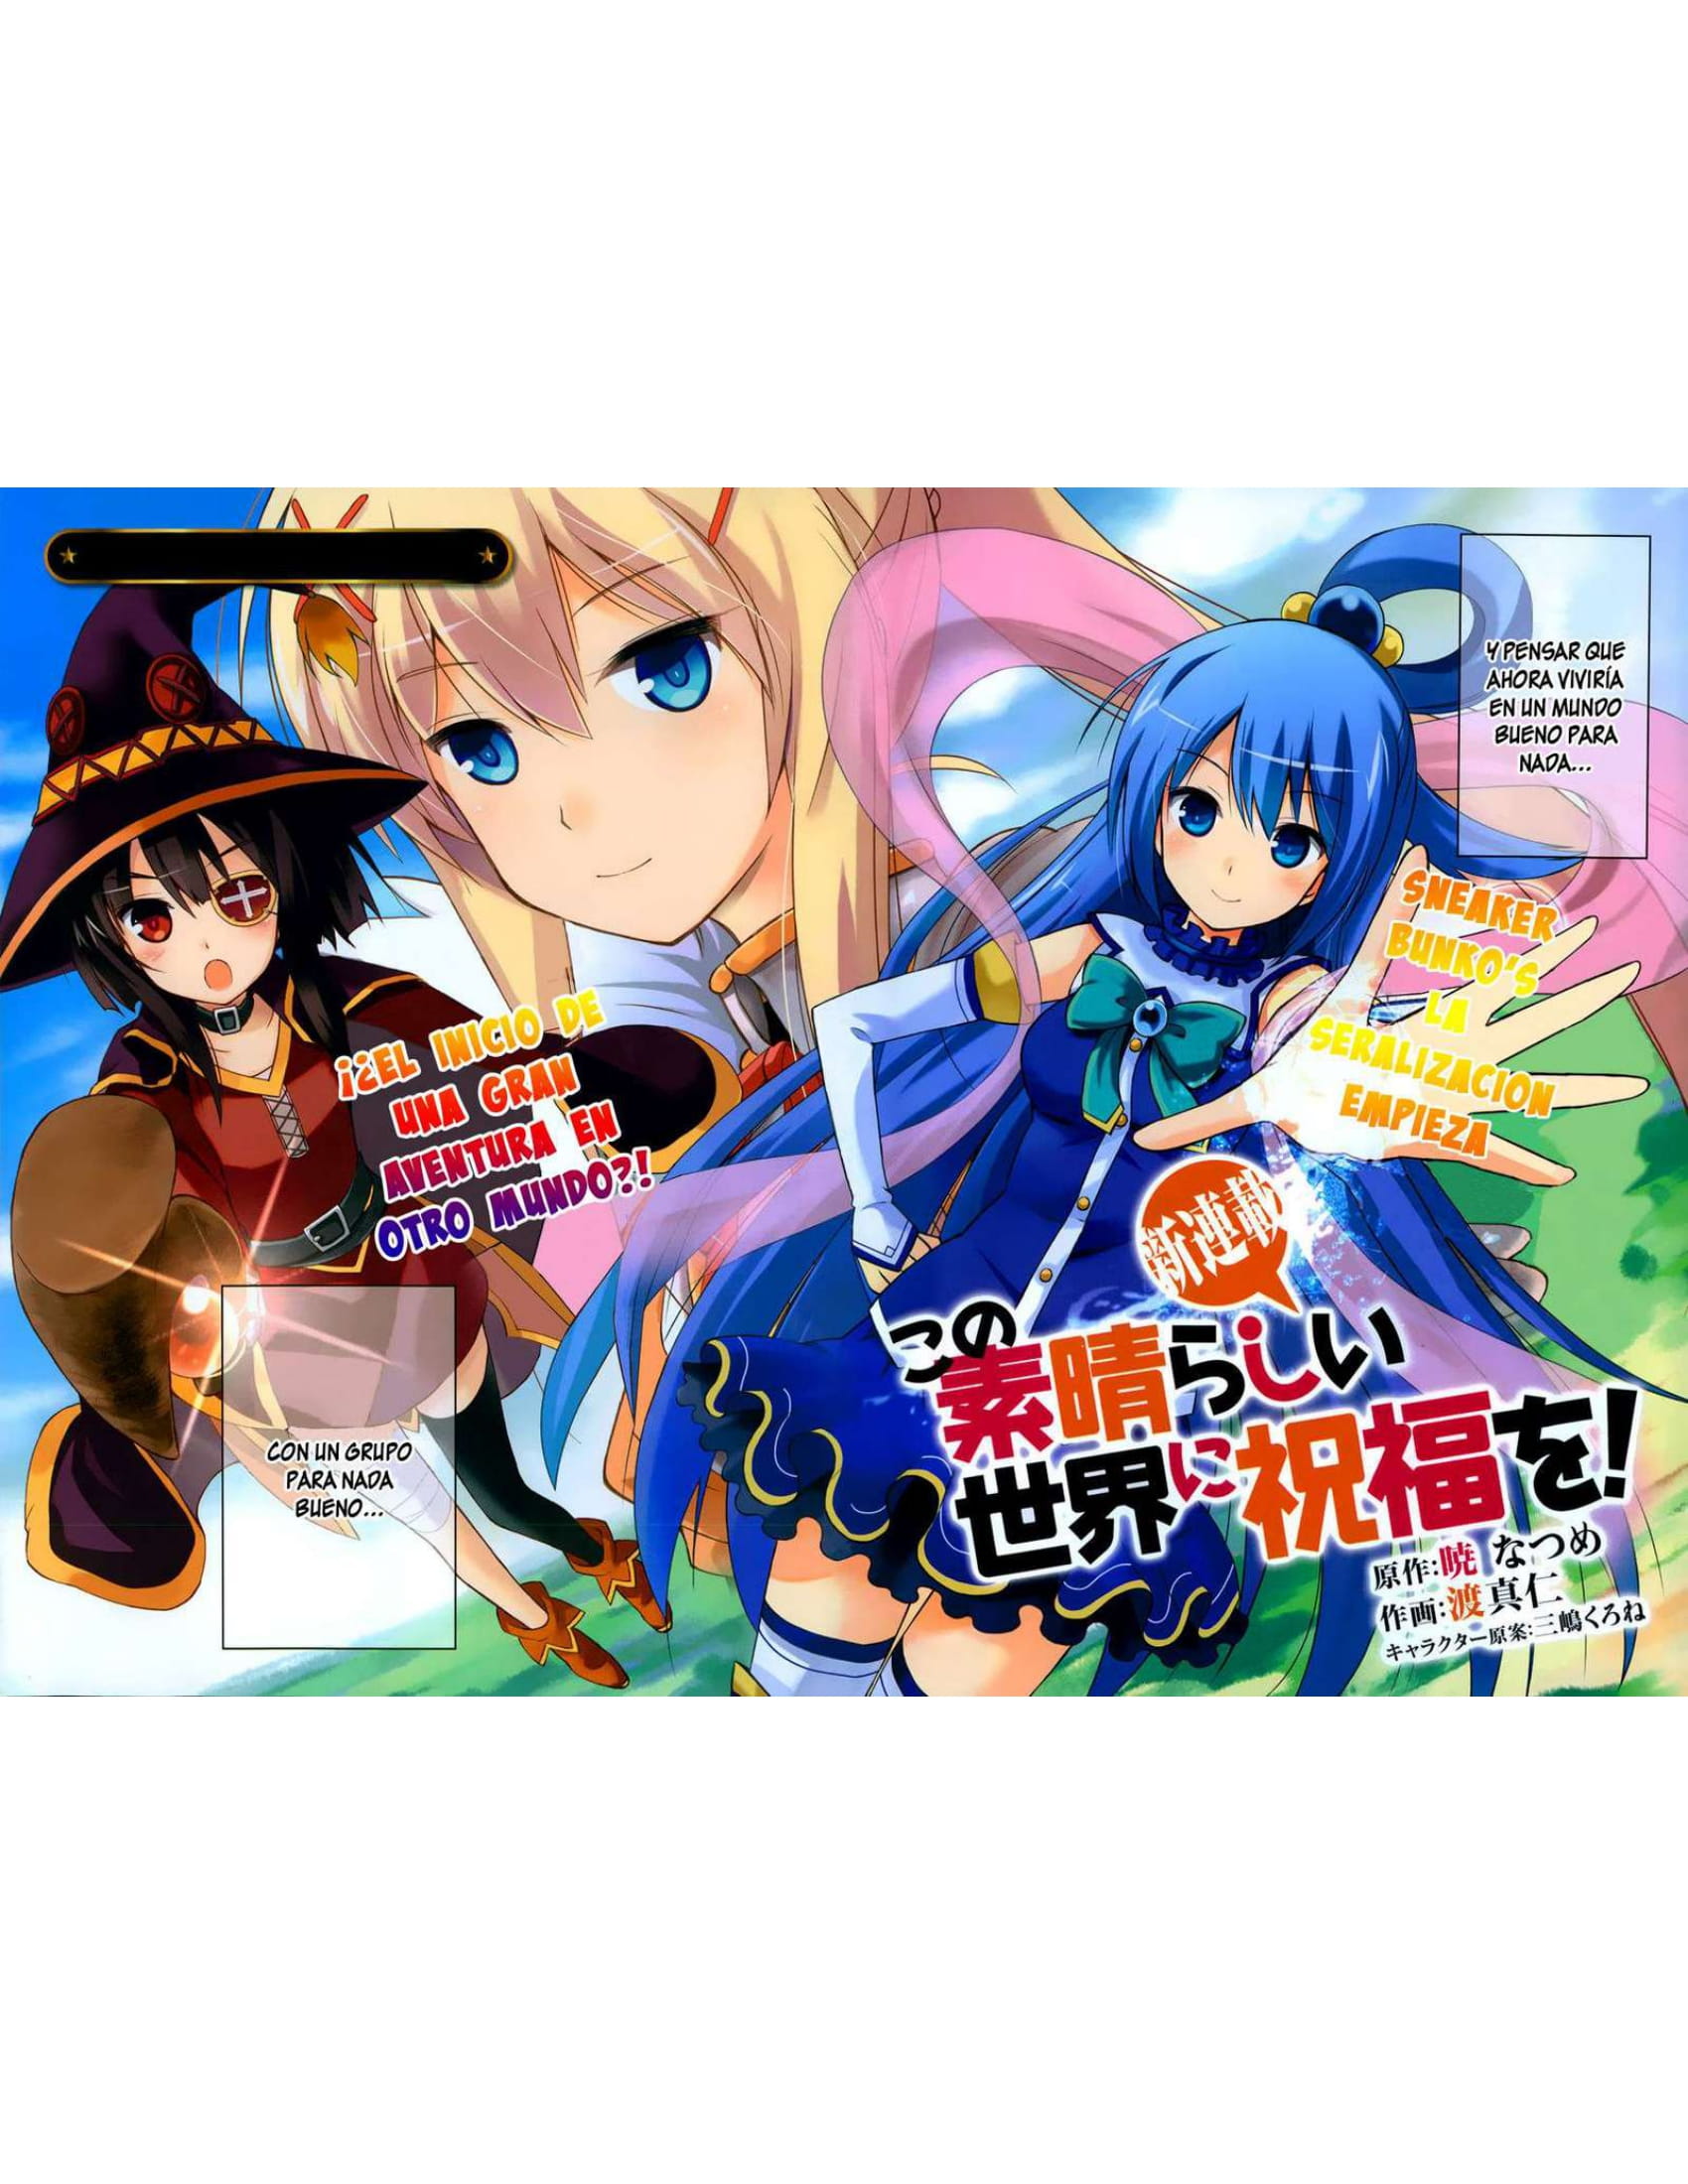 Y PENSAR QUE
AHORA VIVIRÍA
EN UN MUNDO
BUENO PARA
NADA...
SNEAKER
BUNKO'S
LA
SERALIZACION
EMPIEZA
¡¿EL INICIO DE
UNA GRAN
AVENTURA EN
OTRO MUNDO?!
CON UN GRUPO
PARA NADA
BUENO...
新連載
この
素晴らしい
世界に祝福を!
原作:暁 なつめ
作画:渡 真仁
キャラクター原案:三嶋くろね